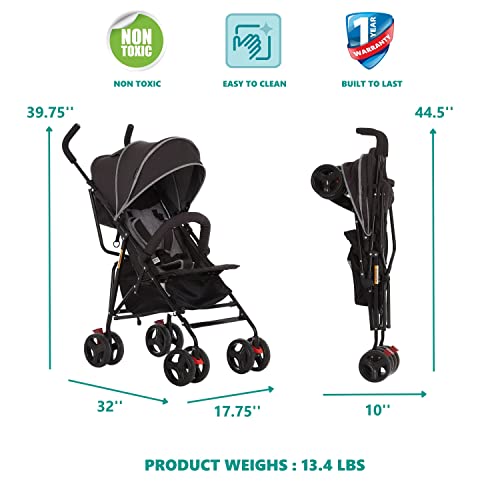 NON
TOXIC
1
YEAR
WARRANTY
NON TOXIC
EASY TO CLEAN
BUILT TO LAST
39.75''
44.5''
32''
17.75''
10''
PRODUCT WEIGHS : 13.4 LBS